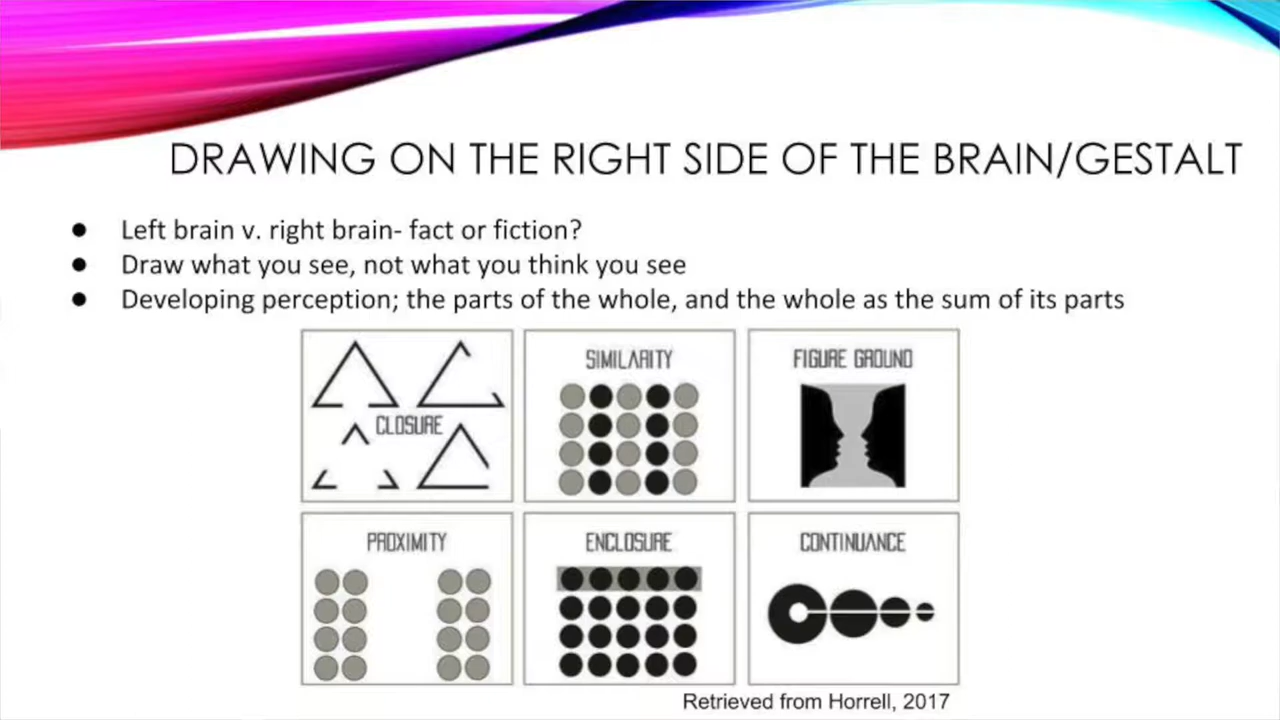 DRAWING ON THE RIGHT SIDE OF THE BRAIN/GESTALT
● Left brain v. right brain- fact or fiction?
● Draw what you see, not what you think you see
● Developing perception; the parts of the whole, and the whole as the sum of its parts
CLOSURE
SIMILARITY
FIGURE GROUND
PROXIMITY
ENCLOSURE
CONTINUANCE
Retrieved from Horrell, 2017